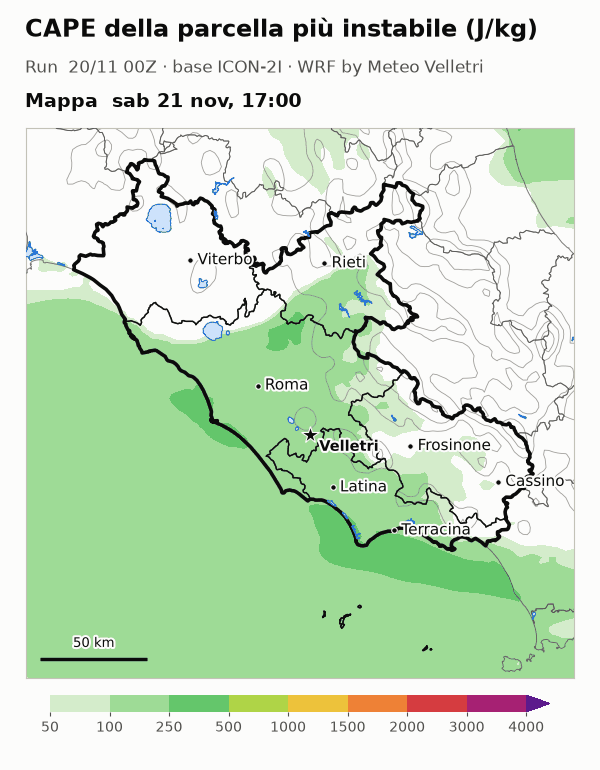 CAPE della parcella più instabile (J/kg)
Run  20/11 00Z · base ICON-2I · WRF by Meteo Velletri
Mappa  sab 21 nov, 17:00
Viterbo
Rieti
Roma
Velletri
Frosinone
Latina
Cassino
Terracina
50 km
50 100 250 500 1000 1500 2000 3000 4000